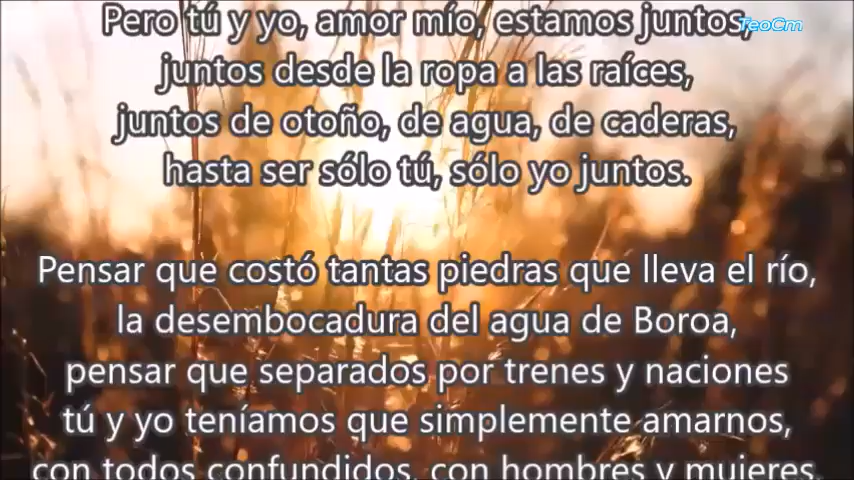 Pero tú y yo, amor mío, estamos juntos,
TeoCm
juntos desde la ropa a las raíces,
juntos de otoño, de agua, de caderas,
hasta ser sólo tú, sólo yo juntos.
Pensar que costó tantas piedras que lleva el río,
la desembocadura del agua de Boroa,
pensar que separados por trenes y naciones
tú y yo teníamos que simplemente amarnos,
con todos confundidos, con hombres y mujeres,